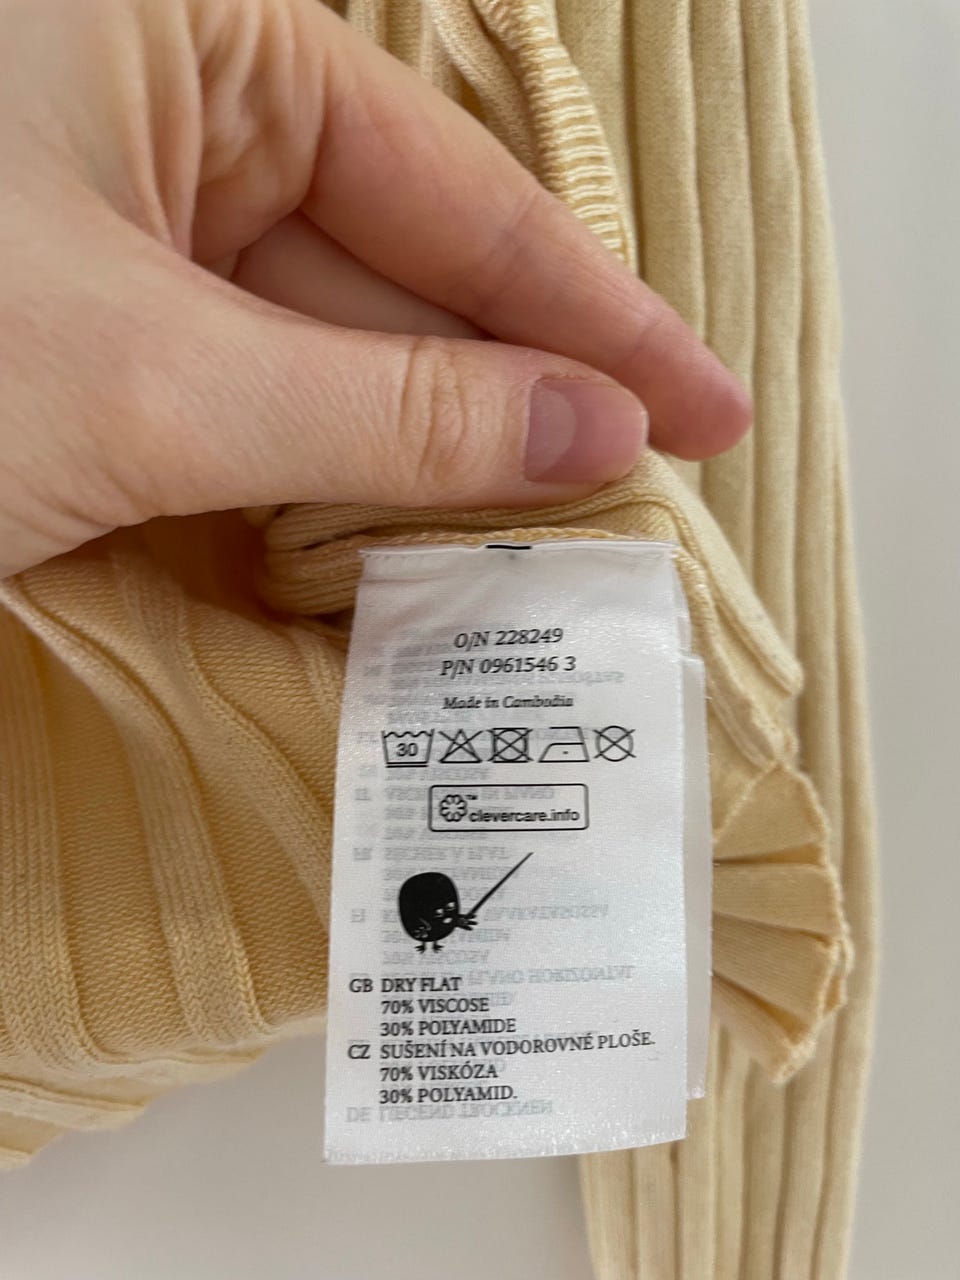 O/N 228249
P/N 0961546 3
Made in Cambodia
30
™ clevercare.info
GB DRY FLAT
70% VISCOSE
30% POLYAMIDE
CZ SUŠENÍ NA VODOROVNÉ PLOŠE.
70% VISKÓZA
30% POLYAMID.